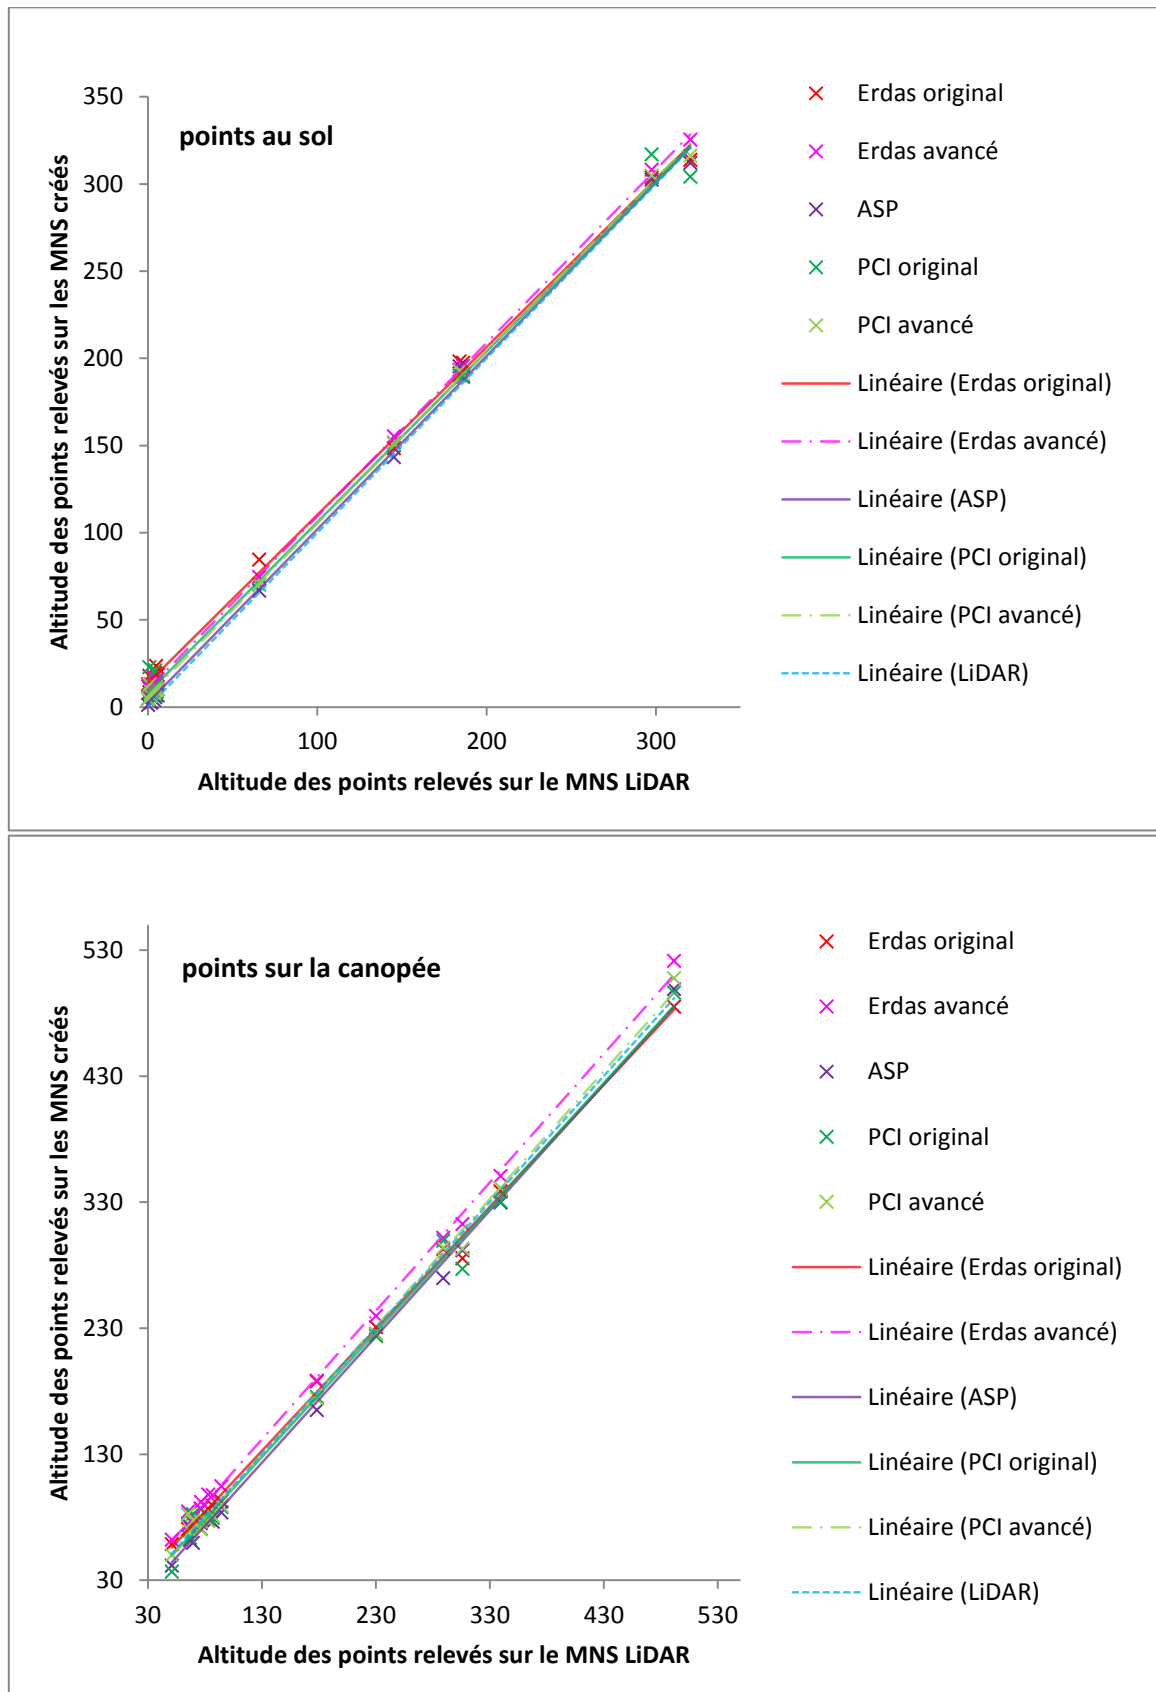 points au sol
Altitude des points relevés sur les MNS créés
350
300
250
200
150
100
50
0
0 100 200 300
Altitude des points relevés sur le MNS LiDAR
Erdas original
Erdas avancé
ASP
PCI original
PCI avancé
Linéaire (Erdas original)
Linéaire (Erdas avancé)
Linéaire (ASP)
Linéaire (PCI original)
Linéaire (PCI avancé)
Linéaire (LiDAR)
points sur la canopée
Altitude des points relevés sur les MNS créés
530
430
330
230
130
30
30 130 230 330 430 530
Altitude des points relevés sur le MNS LiDAR
Erdas original
Erdas avancé
ASP
PCI original
PCI avancé
Linéaire (Erdas original)
Linéaire (Erdas avancé)
Linéaire (ASP)
Linéaire (PCI original)
Linéaire (PCI avancé)
Linéaire (LiDAR)